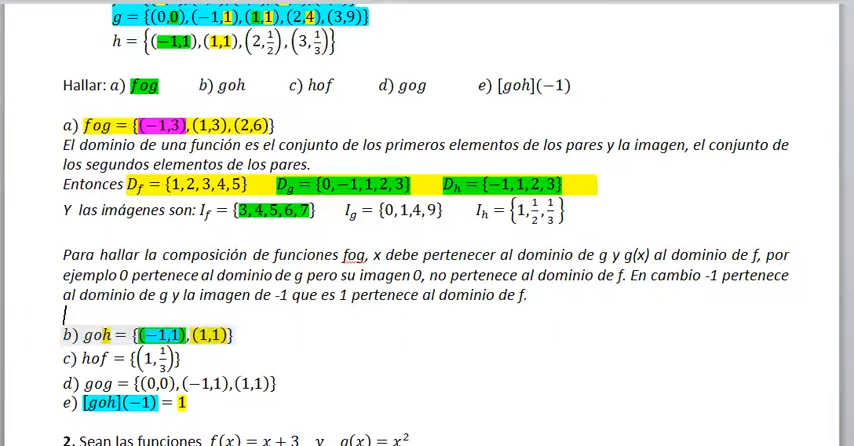 g = {(0,0),(−1,1),(1,1),(2,4),(3,9)}
h = {(−1,1),(1,1),(2,1/2),(3,1/3)}
Hallar: a) fog b) goh c) hof d) gog e) [goh](−1)
a) fog = {(−1,3),(1,3),(2,6)}
El dominio de una función es el conjunto de los primeros elementos de los pares y la imagen, el conjunto de
los segundos elementos de los pares.
Entonces D_f = {1,2,3,4,5} D_g = {0,−1,1,2,3} D_h = {−1,1,2,3}
Y las imágenes son: I_f = {3,4,5,6,7} I_g = {0,1,4,9} I_h = {1,1/2,1/3}
Para hallar la composición de funciones fog, x debe pertenecer al dominio de g y g(x) al dominio de f, por
ejemplo 0 pertenece al dominio de g pero su imagen 0, no pertenece al dominio de f. En cambio -1 pertenece
al dominio de g y la imagen de -1 que es 1 pertenece al dominio de f.
b) goh = {(−1,1),(1,1)}
c) hof = {(1,1/3)}
d) gog = {(0,0),(−1,1),(1,1)}
e) [goh](−1) = 1
2. Sean las funciones f(x) = x + 3 y g(x) = x²